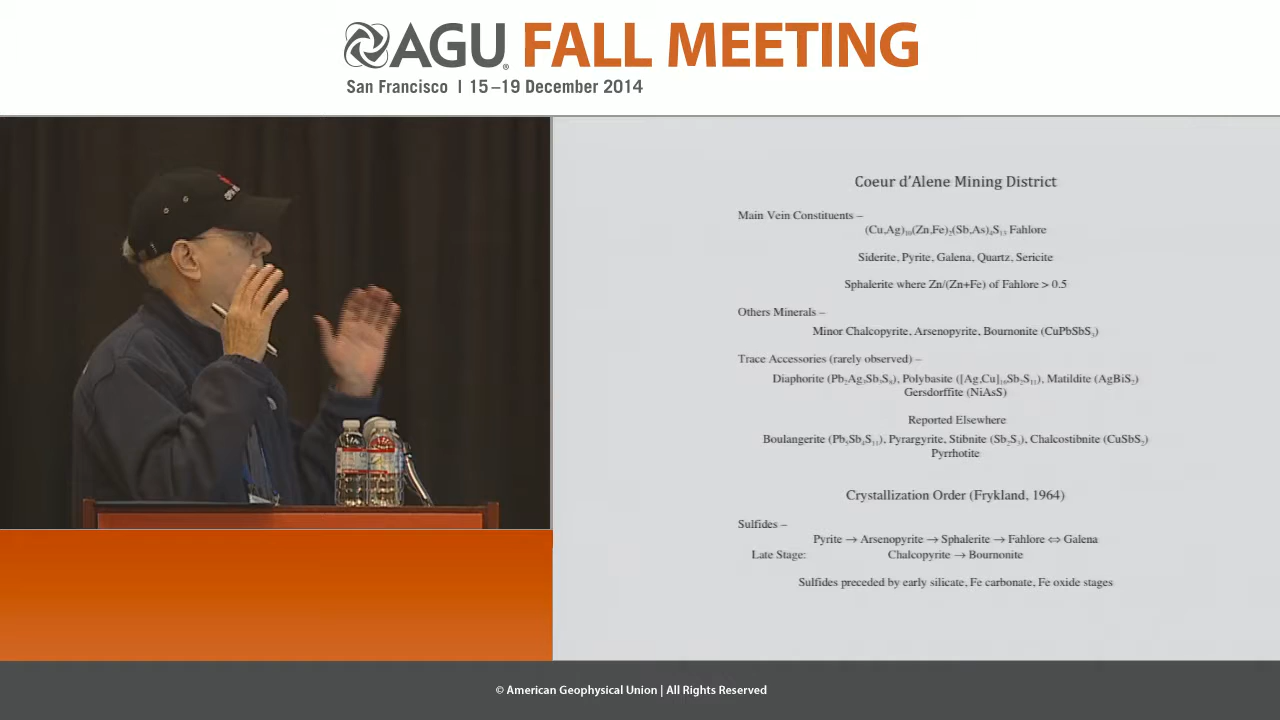 AGU® FALL MEETING
San Francisco | 15–19 December 2014
Coeur d'Alene Mining District
Main Vein Constituents –
(Cu,Ag)₁₀(Zn,Fe)₂(Sb,As)₄S₁₃ Fahlore
Siderite, Pyrite, Galena, Quartz, Sericite
Sphalerite where Zn/(Zn+Fe) of Fahlore > 0.5
Others Minerals –
Minor Chalcopyrite, Arsenopyrite, Bournonite (CuPbSbS₃)
Trace Accessories (rarely observed) –
Diaphorite (Pb₂Ag₃Sb₃S₈), Polybasite ([Ag,Cu]₁₆Sb₂S₁₁), Matildite (AgBiS₂)
Gersdorffite (NiAsS)
Reported Elsewhere
Boulangerite (Pb₅Sb₄S₁₁), Pyrargyrite, Stibnite (Sb₂S₃), Chalcostibnite (CuSbS₂)
Pyrrhotite
Crystallization Order (Frykland, 1964)
Sulfides –
Pyrite → Arsenopyrite → Sphalerite → Fahlore ⇔ Galena
Late Stage: Chalcopyrite → Bournonite
Sulfides preceded by early silicate, Fe carbonate, Fe oxide stages
© American Geophysical Union | All Rights Reserved